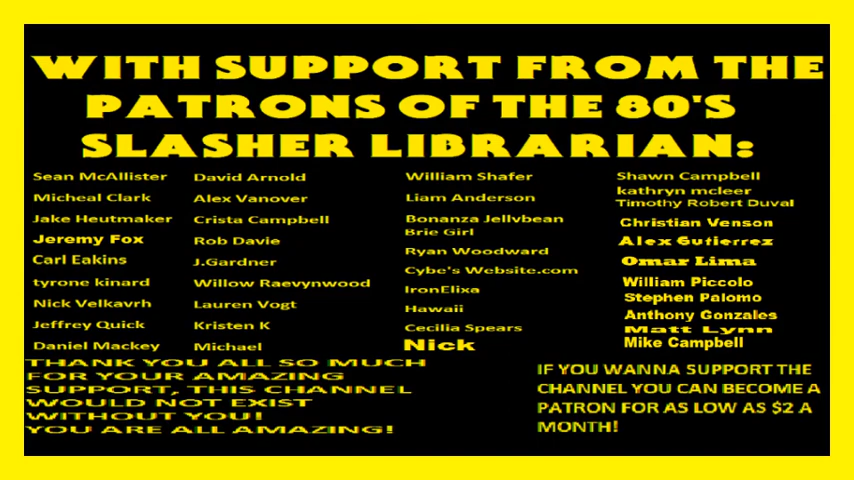 WITH SUPPORT FROM THE
PATRONS OF THE 80'S
SLASHER LIBRARIAN:
Sean McAllister
Micheal Clark
Jake Heutmaker
Jeremy Fox
Carl Eakins
tyrone kinard
Nick Velkavrh
Jeffrey Quick
Daniel Mackey
David Arnold
Alex Vanover
Crista Campbell
Rob Davie
J.Gardner
Willow Raevynwood
Lauren Vogt
Kristen K
Michael
William Shafer
Liam Anderson
Bonanza Jellybean
Brie Girl
Ryan Woodward
Cybe's Website.com
IronElixa
Hawaii
Cecilia Spears
Nick
Shawn Campbell
kathryn mcleer
Timothy Robert Duval
Christian Venson
Alex Gutierrez
Omar Lima
William Piccolo
Stephen Palomo
Anthony Gonzales
Matt Lynn
Mike Campbell
THANK YOU ALL SO MUCH
FOR YOUR AMAZING
SUPPORT, THIS CHANNEL
WOULD NOT EXIST
WITHOUT YOU!
YOU ARE ALL AMAZING!
IF YOU WANNA SUPPORT THE
CHANNEL YOU CAN BECOME A
PATRON FOR AS LOW AS $2 A
MONTH!